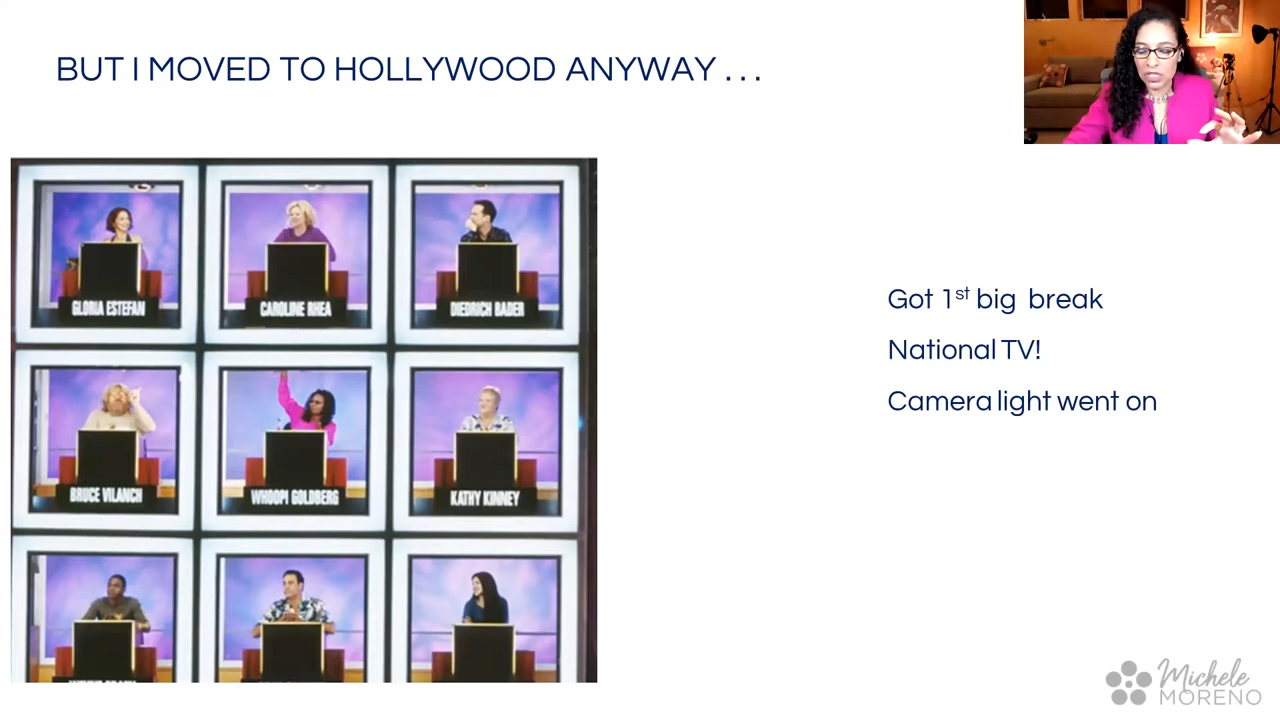 BUT I MOVED TO HOLLYWOOD ANYWAY . . .
GLORIA ESTEFAN
CAROLINE RHEA
DIEDRICH BADER
BRUCE VILANCH
WHOOPI GOLDBERG
KATHY KINNEY
Got 1st big break
National TV!
Camera light went on
Michele
MORENO